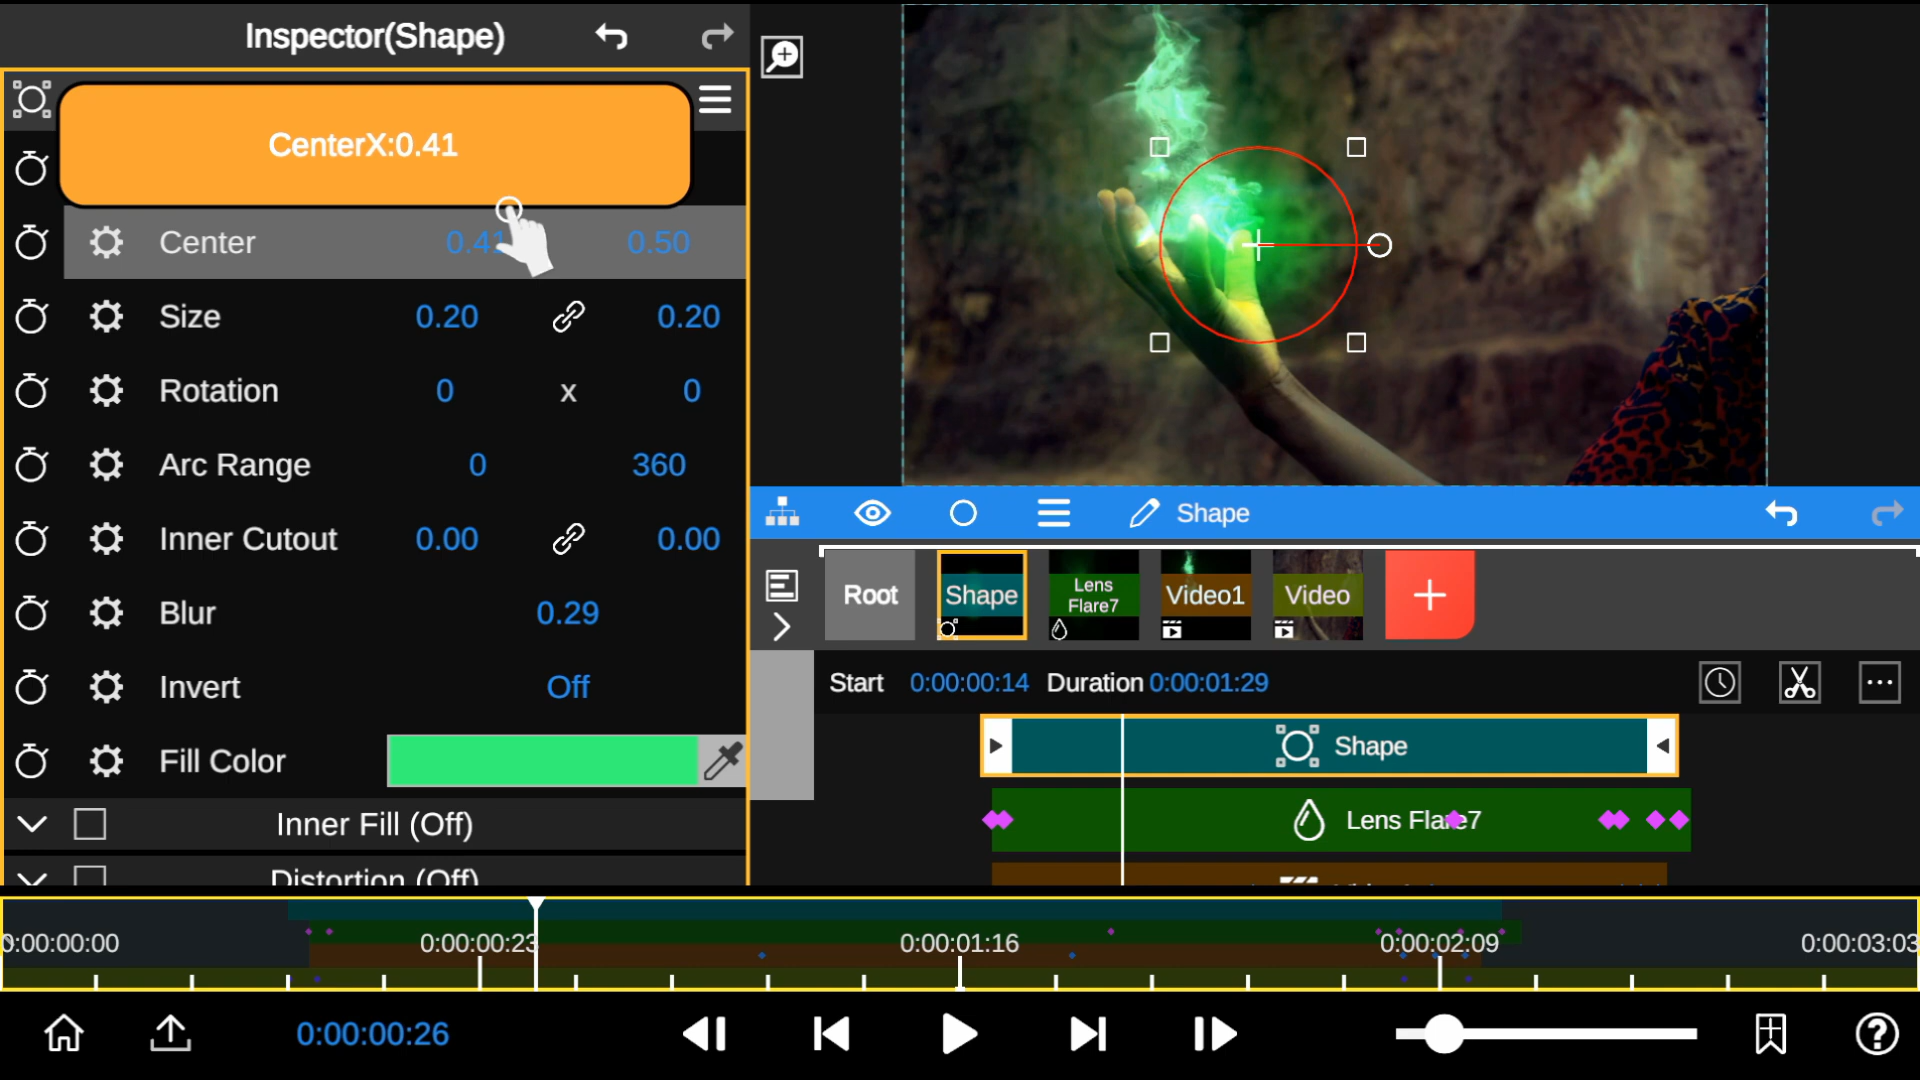 Inspector(Shape)
CenterX:0.41
Center 0.41 0.50
Size 0.20 0.20
Rotation 0 x 0
Arc Range 0 360
Inner Cutout 0.00 0.00
Blur 0.29
Invert Off
Fill Color
Inner Fill (Off)
Distortion (Off)
Shape
Root Shape Lens Flare7 Video1 Video +
Start 0:00:00:14 Duration 0:00:01:29
Shape
Lens Flare7
0:00:00:00 0:00:00:23 0:00:01:16 0:00:02:09 0:00:03:03
0:00:00:26